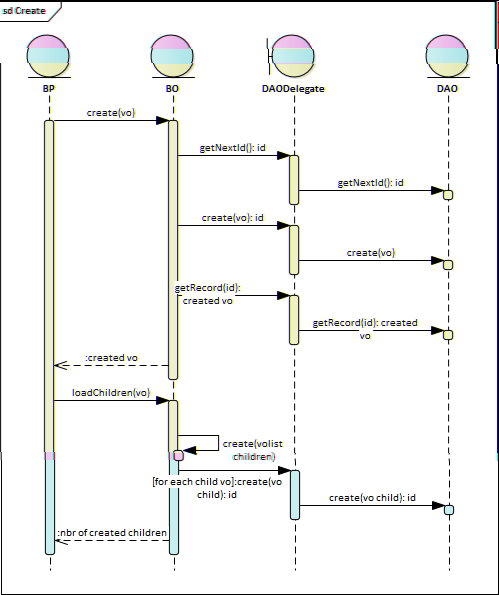 sd Create
BP
BO
DAODelegate
DAO
create(vo)
getNextId(): id
getNextId(): id
create(vo): id
create(vo)
getRecord(id):
created vo
getRecord(id): created
vo
:created vo
loadChildren(vo)
create(volist
children)
[for each child vo]:create(vo
child): id
create(vo child): id
:nbr of created children